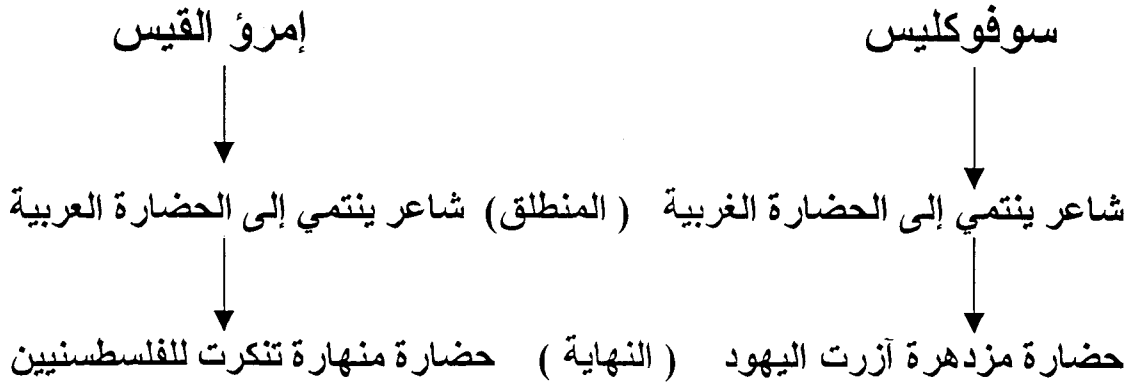 سوفوكليس إمرؤ القيس
شاعر ينتمي إلى الحضارة الغربية ( المنطلق) شاعر ينتمي إلى الحضارة العربية
حضارة مزدهرة آزرت اليهود ( النهاية ) حضارة منهارة تنكرت للفلسطسنيين